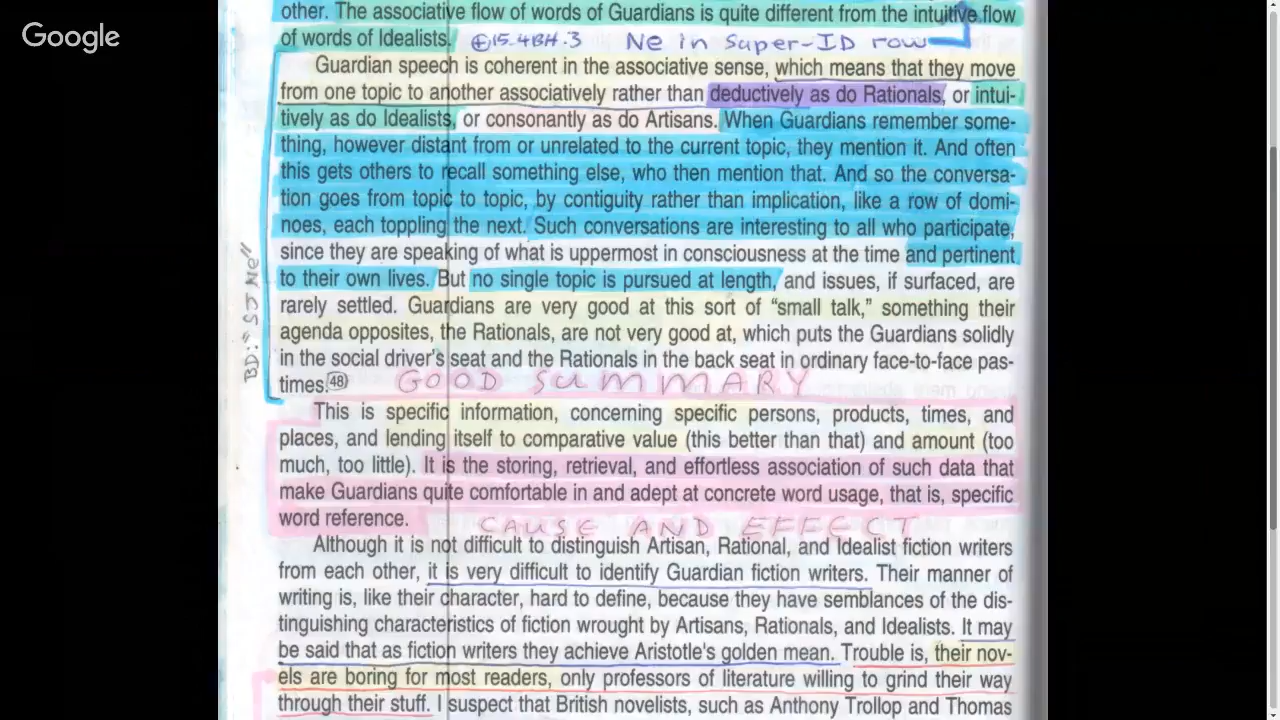 Google
other. The associative flow of words of Guardians is quite different from the intuitive flow
of words of Idealists. 15.4BH.3 Ne in Super-ID row
Guardian speech is coherent in the associative sense, which means that they move
from one topic to another associatively rather than deductively as do Rationals, or intui-
tively as do Idealists, or consonantly as do Artisans. When Guardians remember some-
thing, however distant from or unrelated to the current topic, they mention it. And often
this gets others to recall something else, who then mention that. And so the conversa-
tion goes from topic to topic, by contiguity rather than implication, like a row of domi-
noes, each toppling the next. Such conversations are interesting to all who participate,
since they are speaking of what is uppermost in consciousness at the time and pertinent
to their own lives. But no single topic is pursued at length, and issues, if surfaced, are
rarely settled. Guardians are very good at this sort of “small talk,” something their
agenda opposites, the Rationals, are not very good at, which puts the Guardians solidly
in the social driver’s seat and the Rationals in the back seat in ordinary face-to-face pas-
times. 48 GOOD SUMMARY
BD: "SJ Ne"
This is specific information, concerning specific persons, products, times, and
places, and lending itself to comparative value (this better than that) and amount (too
much, too little). It is the storing, retrieval, and effortless association of such data that
make Guardians quite comfortable in and adept at concrete word usage, that is, specific
word reference. CAUSE AND EFFECT
Although it is not difficult to distinguish Artisan, Rational, and Idealist fiction writers
from each other, it is very difficult to identify Guardian fiction writers. Their manner of
writing is, like their character, hard to define, because they have semblances of the dis-
tinguishing characteristics of fiction wrought by Artisans, Rationals, and Idealists. It may
be said that as fiction writers they achieve Aristotle's golden mean. Trouble is, their nov-
els are boring for most readers, only professors of literature willing to grind their way
through their stuff. I suspect that British novelists, such as Anthony Trollop and Thomas